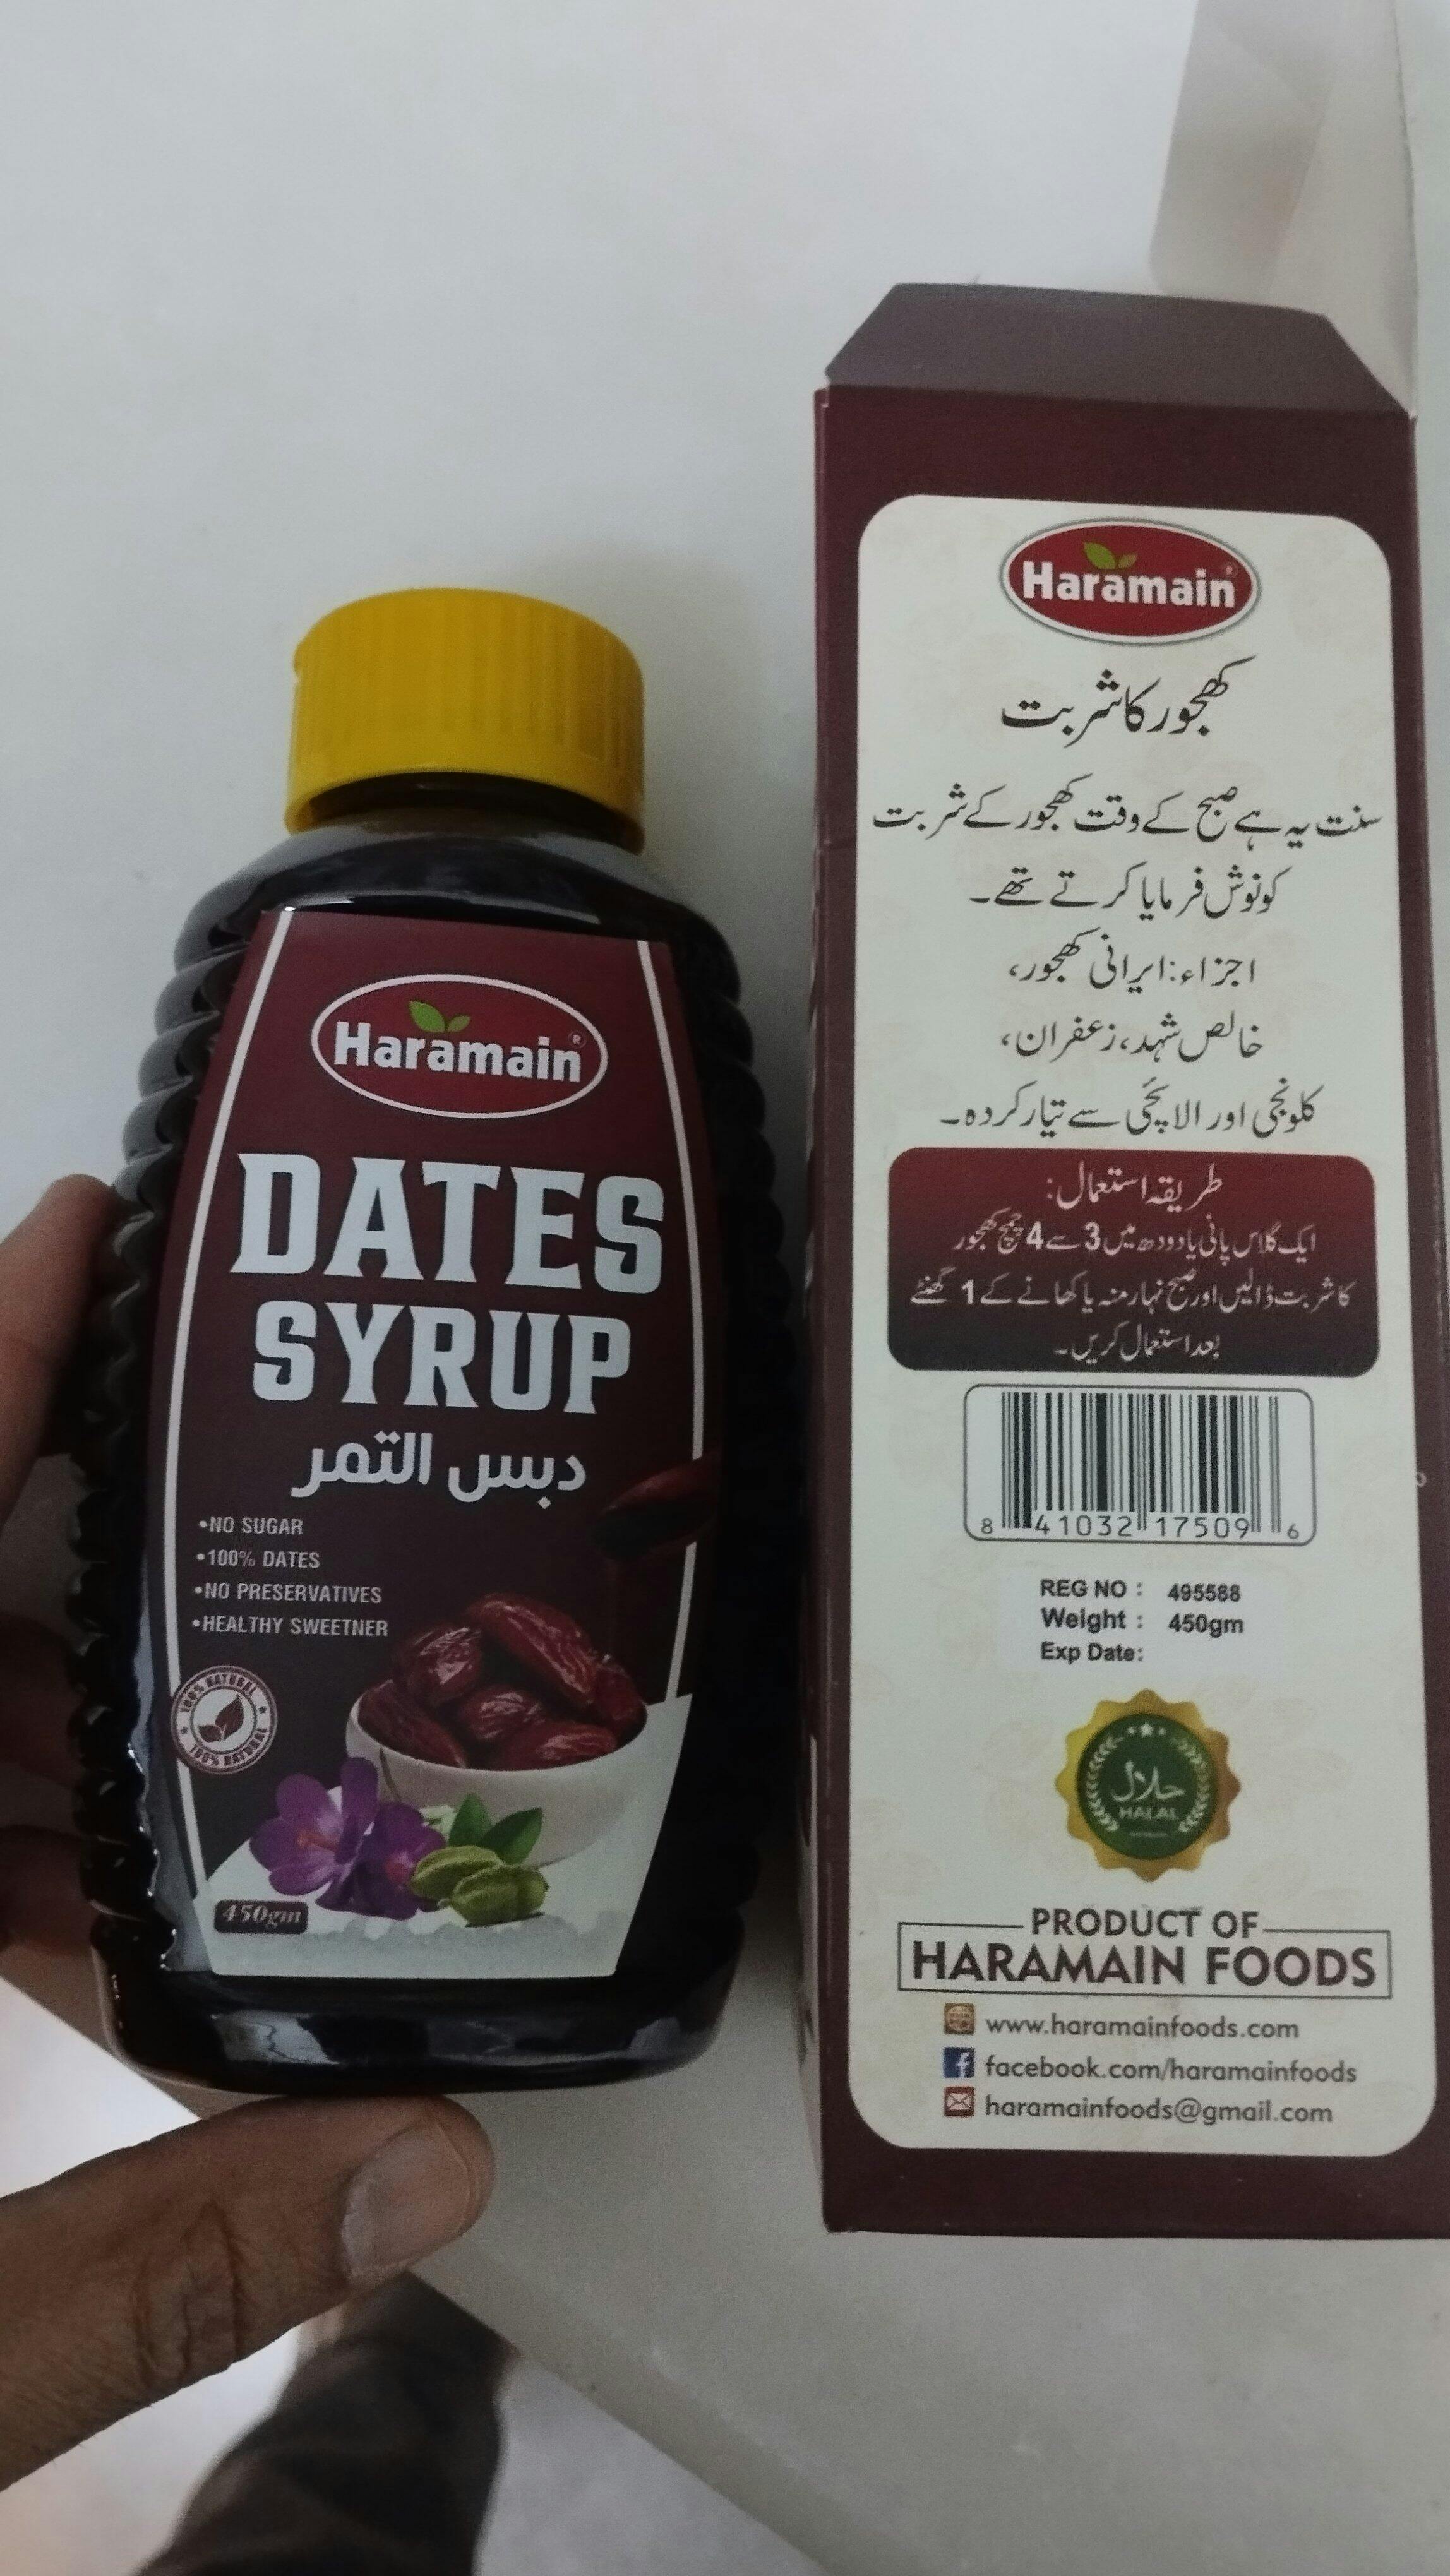 Haramain®
DATES
SYRUP
دبس التمر
•NO SUGAR
•100% DATES
•NO PRESERVATIVES
•HEALTHY SWEETNER
100% NATURAL
100% NATURAL
450gm
Haramain®
کھجور کا شربت
سنت یہ ہے صبح کے وقت کھجور کے شربت
کو نوش فرمایا کرتے تھے۔
اجزاء: ایرانی کھجور،
خالص شہد، زعفران،
کلونجی اور الائچی سے تیار کردہ۔
طریقہ استعمال:
ایک گلاس پانی یا دودھ میں 3 سے 4 چمچ کھجور
کا شربت ڈالیں اور صبح نہار منہ یا کھانے کے 1 گھنٹے
بعد استعمال کریں۔
8 41032 17509 6
REG NO : 495588
Weight : 450gm
Exp Date:
حلال
HALAL
PRODUCT OF
HARAMAIN FOODS
www.haramainfoods.com
facebook.com/haramainfoods
haramainfoods@gmail.com